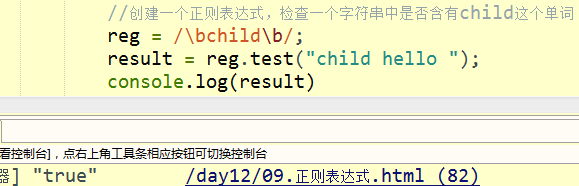 //创建一个正则表达式，检查一个字符串中是否含有child这个单词
reg = /\bchild\b/;
result = reg.test("child hello ");
console.log(result)
看控制台]，点右上角工具条相应按钮可切换控制台
器] "true" /day12/09.正则表达式.html (82)